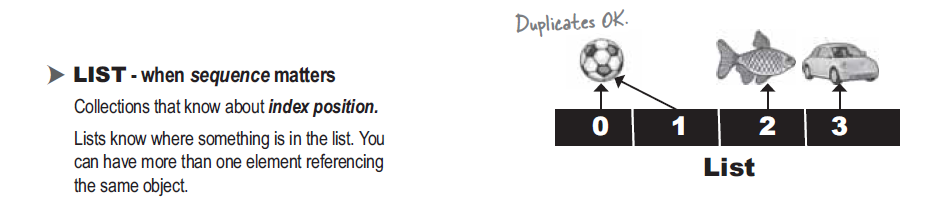 ➤ LIST - when sequence matters
Collections that know about index position.
Lists know where something is in the list. You
can have more than one element referencing
the same object.
Duplicates OK.
0 1 2 3
List